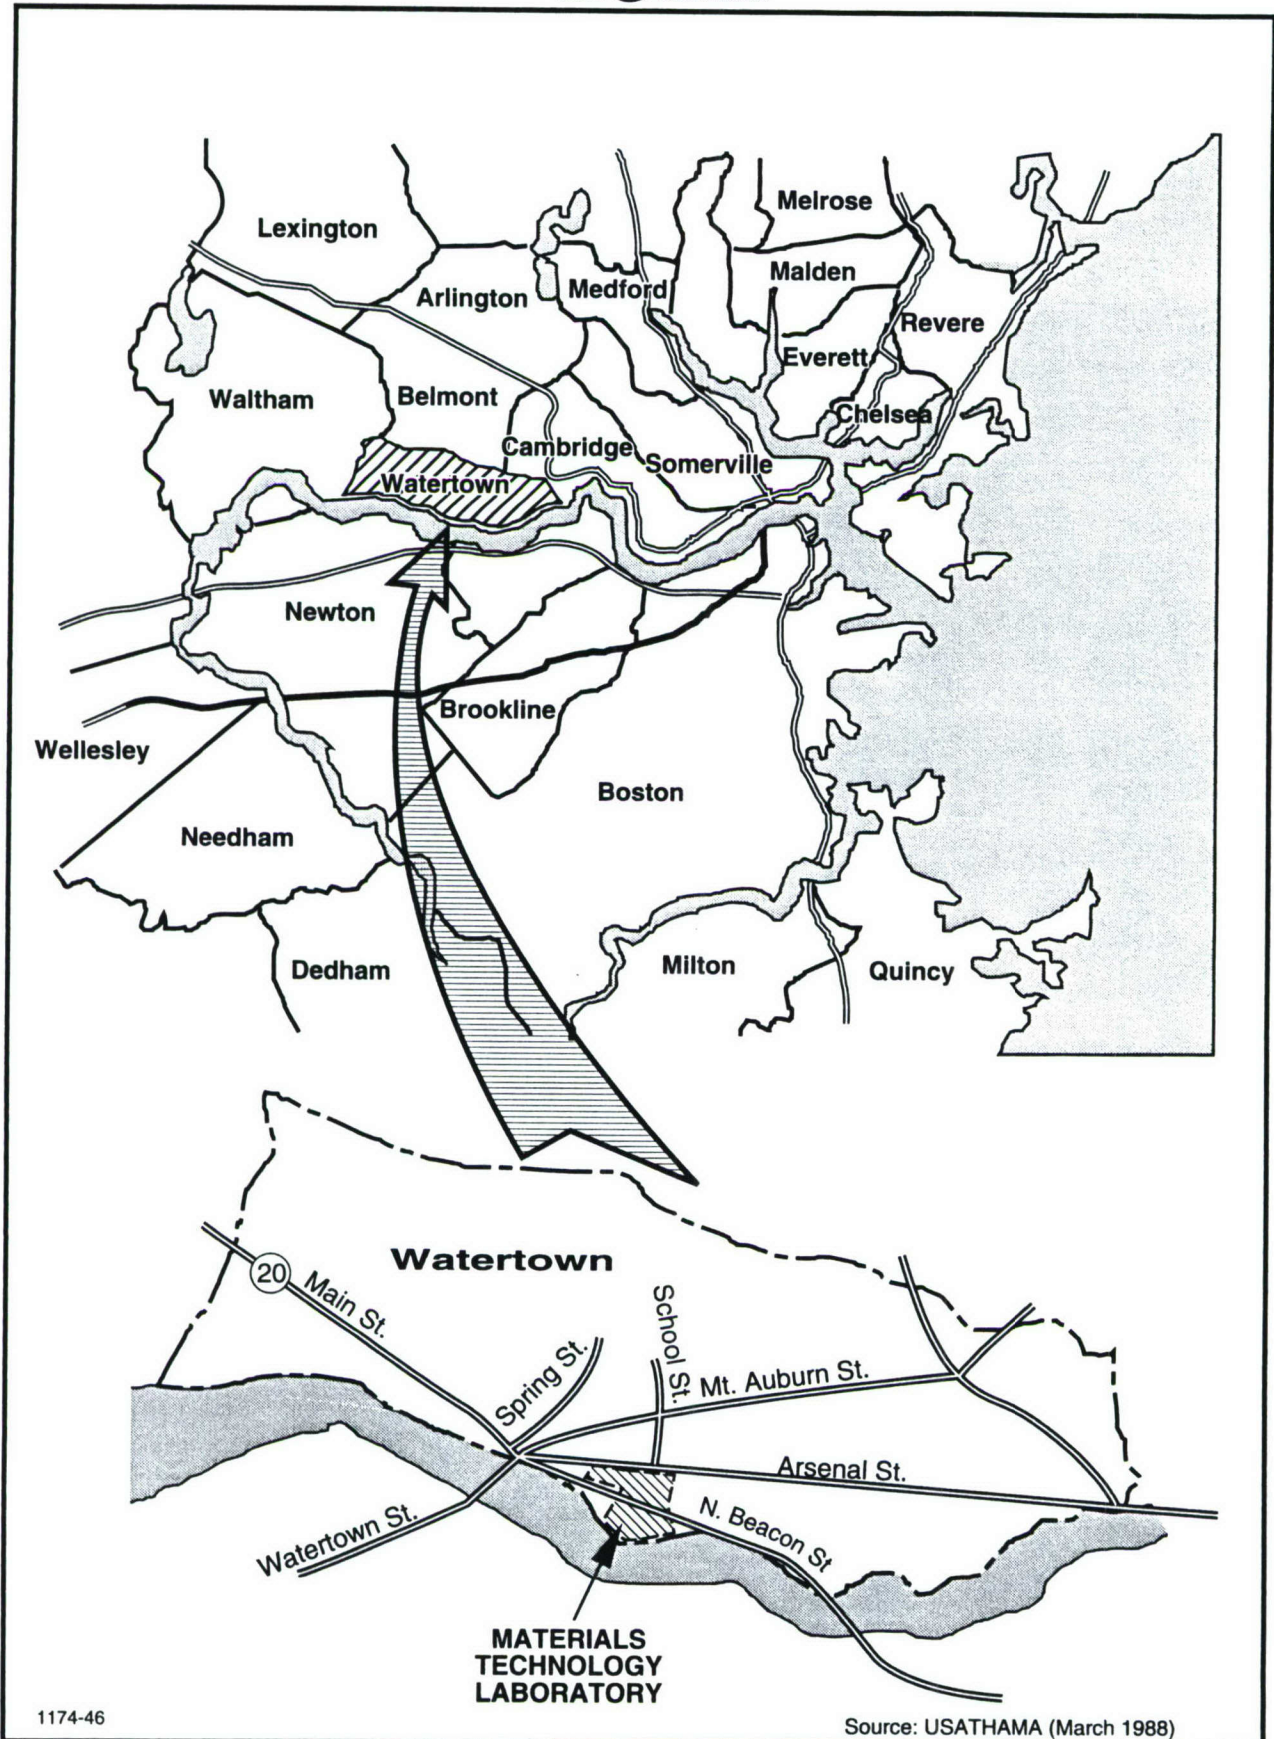 Melrose
Lexington
Malden
Arlington
Medford
Revere
Everett
Waltham
Belmont
Chelsea
Cambridge
Somerville
Watertown
Newton
Brookline
Wellesley
Boston
Needham
Dedham
Milton
Quincy
Watertown
20
Main St.
School St.
Spring St.
Mt. Auburn St.
Arsenal St.
N. Beacon St
Watertown St.
MATERIALS
TECHNOLOGY
LABORATORY
1174-46
Source: USATHAMA (March 1988)